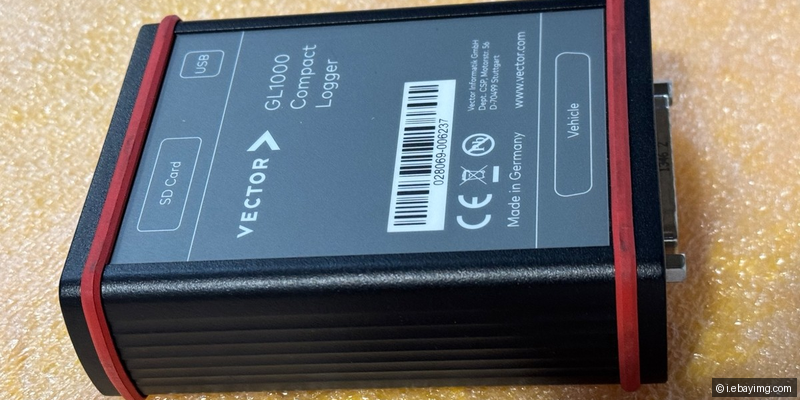 USB
SD Card
VECTOR
GL1000
Compact
Logger
028069-006237
CE
Made in Germany
Vector Informatik GmbH
Dept. CSP, Motorstr. 56
D-70499 Stuttgart
www.vector.com
Vehicle
© i.ebayimg.com